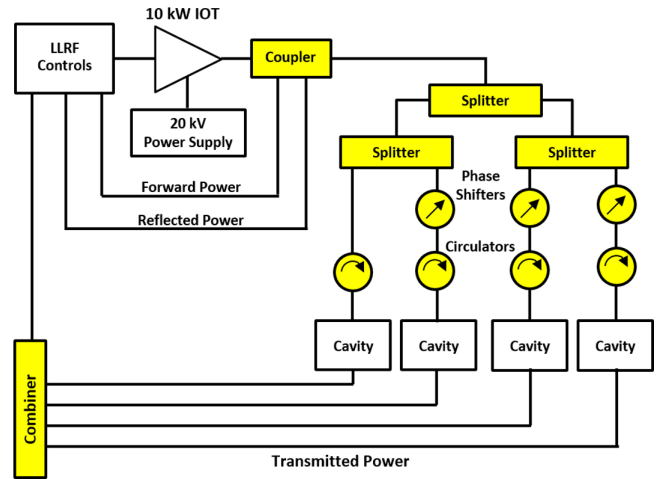 10 kW IOT
LLRF
Controls
Coupler
20 kV
Power Supply
Splitter
Splitter
Splitter
Forward Power
Reflected Power
Phase
Shifters
Circulators
Cavity
Cavity
Cavity
Cavity
Combiner
Transmitted Power